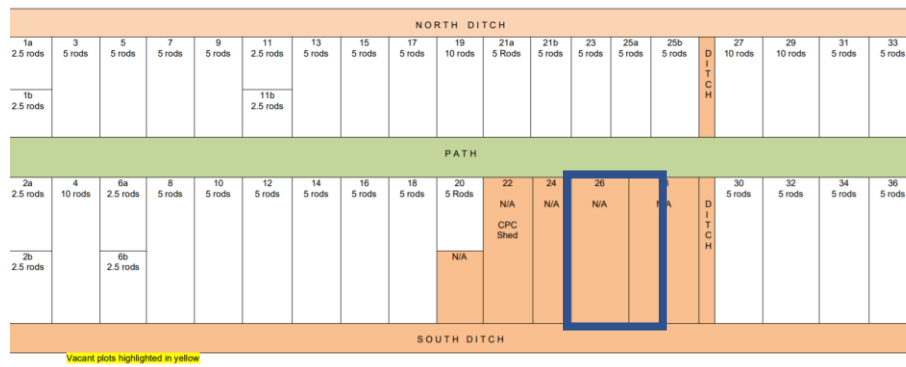 NORTH DITCH
1a 3 5 7 9 11 13 15 17 19 21a 21b 23 25a 25b 27 29 31 33
2.5 rods 5 rods 5 rods 5 rods 5 rods 2.5 rods 5 rods 5 rods 5 rods 10 rods 5 Rods 5 rods 5 rods 5 rods 5 rods 10 rods 10 rods 5 rods 5 rods
DITCH
1b 11b
2.5 rods 2.5 rods
PATH
2a 4 6a 8 10 12 14 16 18 20 22 24 26 30 32 34 36
2.5 rods 10 rods 2.5 rods 5 rods 5 rods 5 rods 5 rods 5 rods 5 rods 5 Rods N/A N/A N/A 5 rods 5 rods 5 rods 5 rods
CPC
Shed
DITCH
2b 6b N/A
2.5 rods 2.5 rods
SOUTH DITCH
Vacant plots highlighted in yellow